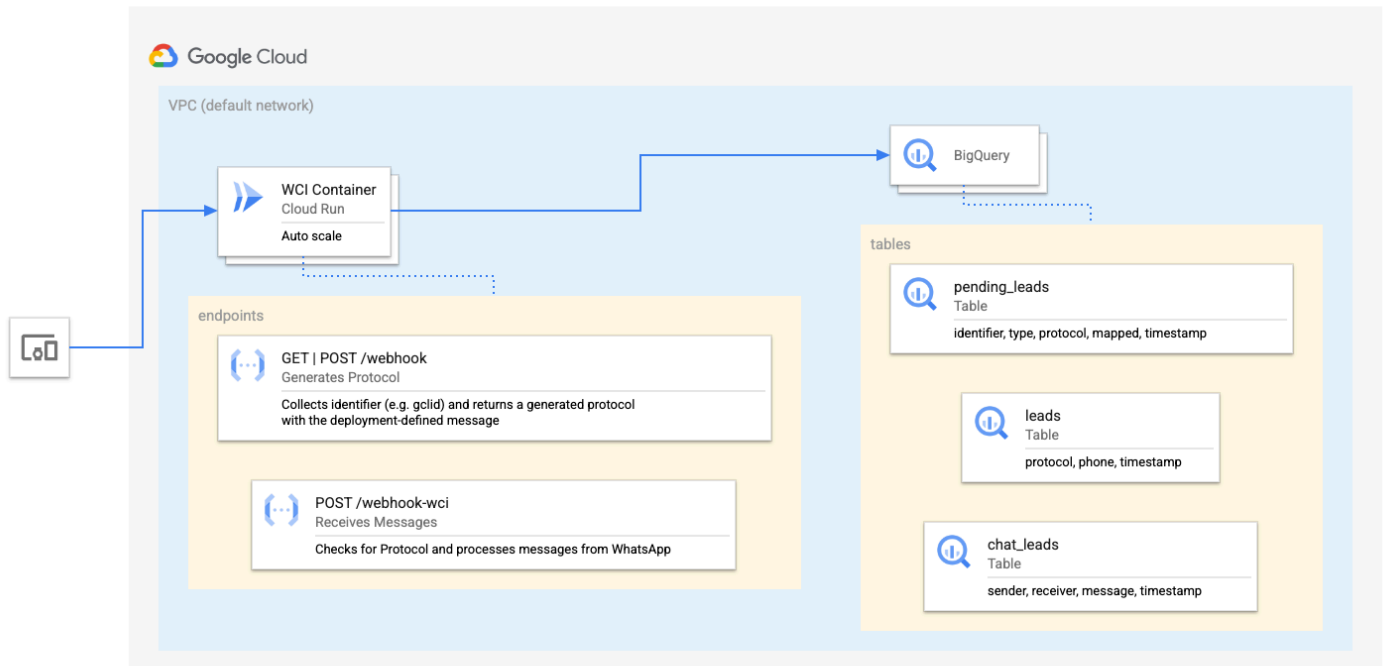 Google Cloud
VPC (default network)
WCI Container
Cloud Run
Auto scale
endpoints
GET | POST /webhook
Generates Protocol
Collects identifier (e.g. gclid) and returns a generated protocol
with the deployment-defined message
POST /webhook-wci
Receives Messages
Checks for Protocol and processes messages from WhatsApp
BigQuery
tables
pending_leads
Table
identifier, type, protocol, mapped, timestamp
leads
Table
protocol, phone, timestamp
chat_leads
Table
sender, receiver, message, timestamp